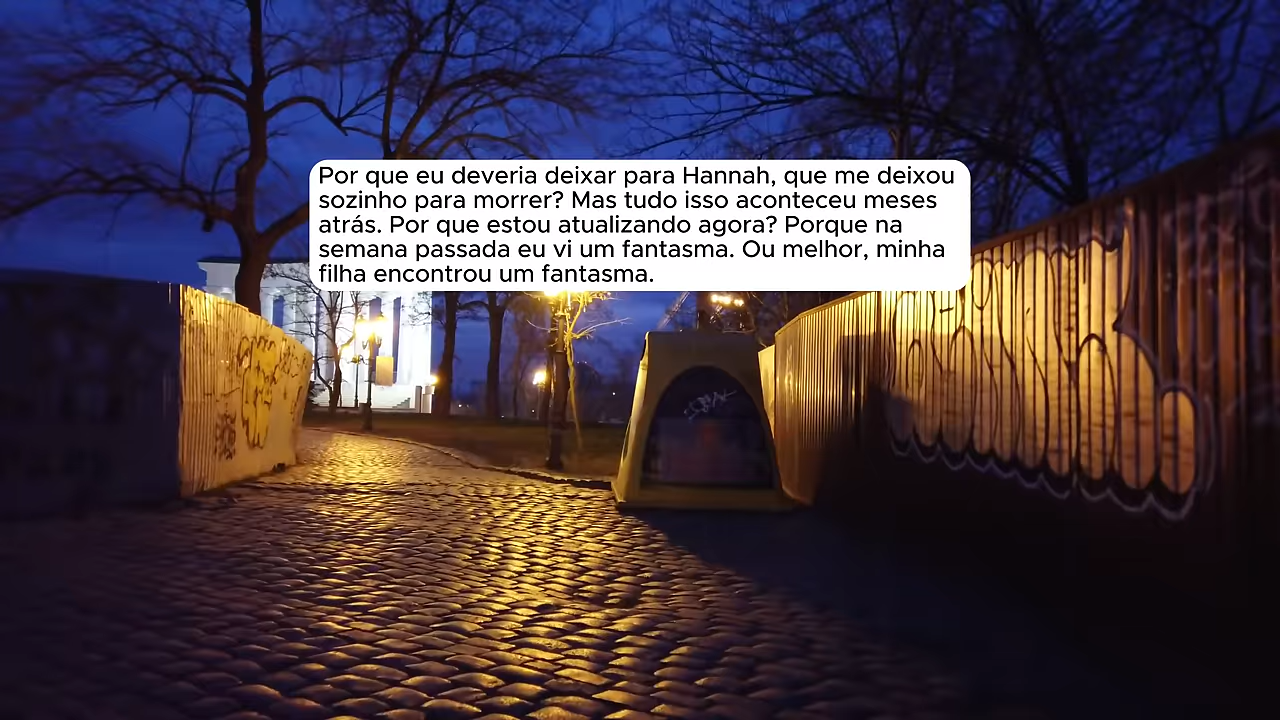 Por que eu deveria deixar para Hannah, que me deixou
sozinho para morrer? Mas tudo isso aconteceu meses
atrás. Por que estou atualizando agora? Porque na
semana passada eu vi um fantasma. Ou melhor, minha
filha encontrou um fantasma.